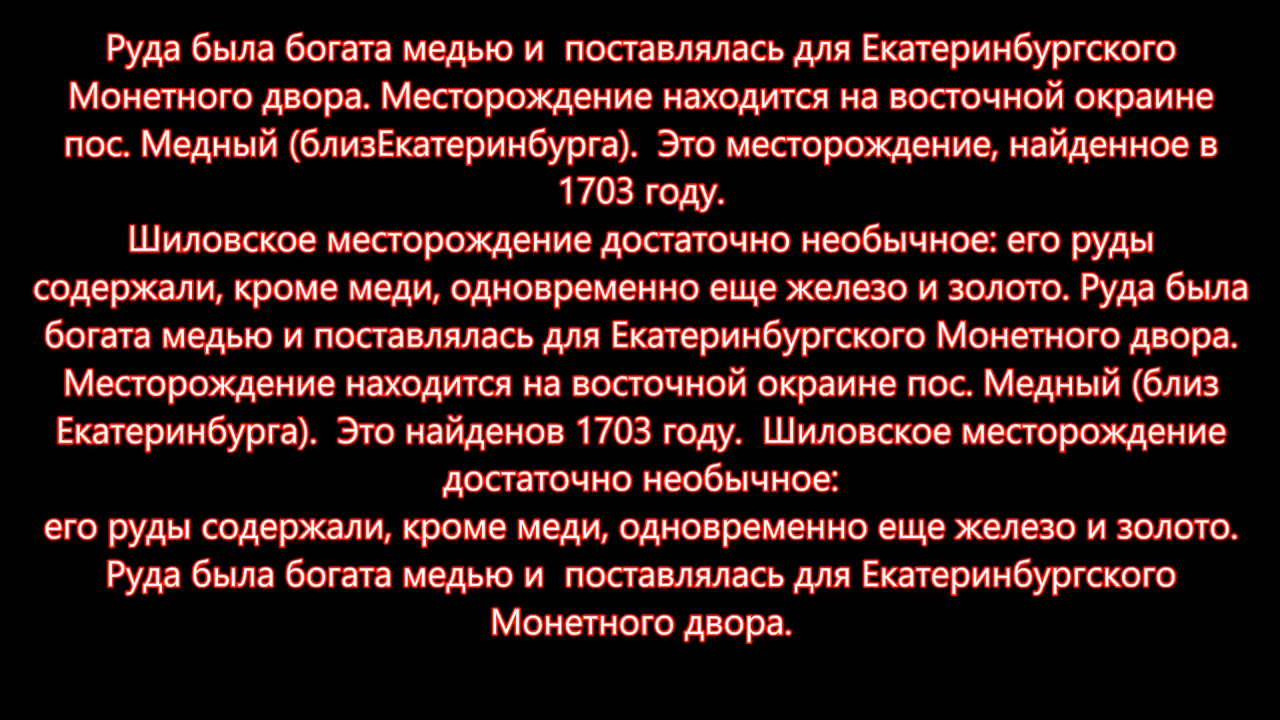 Руда была богата медью и  поставлялась для Екатеринбургского
Монетного двора. Месторождение находится на восточной окраине
пос. Медный (близЕкатеринбурга).  Это месторождение, найденное в
1703 году.
Шиловское месторождение достаточно необычное: его руды
содержали, кроме меди, одновременно еще железо и золото. Руда была
богата медью и поставлялась для Екатеринбургского Монетного двора.
Месторождение находится на восточной окраине пос. Медный (близ
Екатеринбурга).  Это найденов 1703 году.  Шиловское месторождение
достаточно необычное:
его руды содержали, кроме меди, одновременно еще железо и золото.
Руда была богата медью и  поставлялась для Екатеринбургского
Монетного двора.